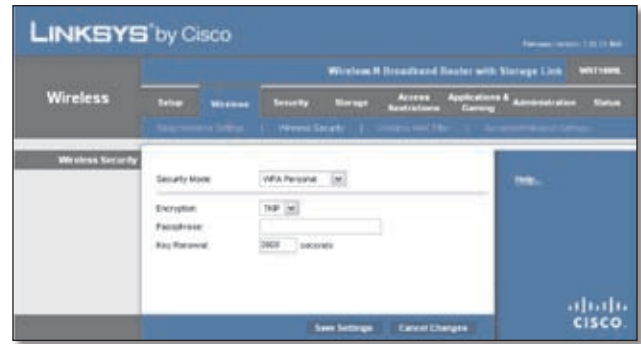 LINKSYS® by Cisco
Wireless-N Broadband Router with Storage Link
Wireless
Setup Wireless Security Storage Access Restrictions Applications & Gaming Administration Status
Wireless Security
Wireless Security
Security Mode: WPA Personal
Encryption: TKIP
Passphrase:
Key Renewal: 3600 seconds
Help...
Save Settings Cancel Changes
CISCO